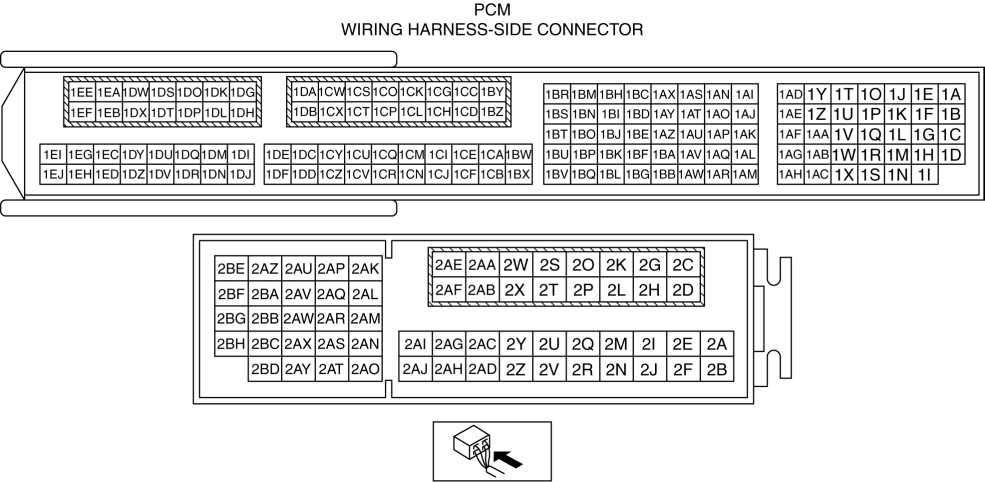 PCM
WIRING HARNESS-SIDE CONNECTOR
1EE 1EA 1DW 1DS 1DO 1DK 1DG
1EF 1EB 1DX 1DT 1DP 1DL 1DH
1DA 1CW 1CS 1CO 1CK 1CG 1CC 1BY
1DB 1CX 1CT 1CP 1CL 1CH 1CD 1BZ
1EI 1EG 1EC 1DY 1DU 1DQ 1DM 1DI
1EJ 1EH 1ED 1DZ 1DV 1DR 1DN 1DJ
1DE 1DC 1CY 1CU 1CQ 1CM 1CI 1CE 1CA 1BW
1DF 1DD 1CZ 1CV 1CR 1CN 1CJ 1CF 1CB 1BX
1BR 1BM 1BH 1BC 1AX 1AS 1AN 1AI
1BS 1BN 1BI 1BD 1AY 1AT 1AO 1AJ
1BT 1BO 1BJ 1BE 1AZ 1AU 1AP 1AK
1BU 1BP 1BK 1BF 1BA 1AV 1AQ 1AL
1BV 1BQ 1BL 1BG 1BB 1AW 1AR 1AM
1AD 1Y 1T 1O 1J 1E 1A
1AE 1Z 1U 1P 1K 1F 1B
1AF 1AA 1V 1Q 1L 1G 1C
1AG 1AB 1W 1R 1M 1H 1D
1AH 1AC 1X 1S 1N 1I
2BE 2AZ 2AU 2AP 2AK
2BF 2BA 2AV 2AQ 2AL
2BG 2BB 2AW 2AR 2AM
2BH 2BC 2AX 2AS 2AN
2BD 2AY 2AT 2AO
2AE 2AA 2W 2S 2O 2K 2G 2C
2AF 2AB 2X 2T 2P 2L 2H 2D
2AI 2AG 2AC 2Y 2U 2Q 2M 2I 2E 2A
2AJ 2AH 2AD 2Z 2V 2R 2N 2J 2F 2B